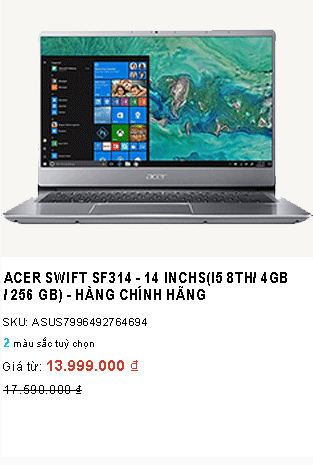 acer
ACER SWIFT SF314 - 14 INCHS(I5 8TH/ 4GB
/ 256 GB) - HÀNG CHÍNH HÃNG
SKU: ASUS7996492764694
2 màu sắc tuỳ chọn
Giá từ: 13.999.000 ₫
17.590.000 ₫